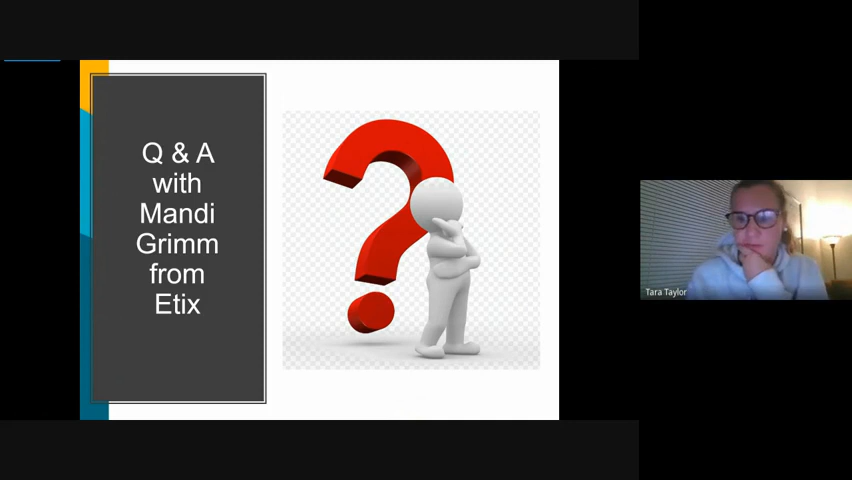 Q & A
with
Mandi
Grimm
from
Etix
Tara Taylor